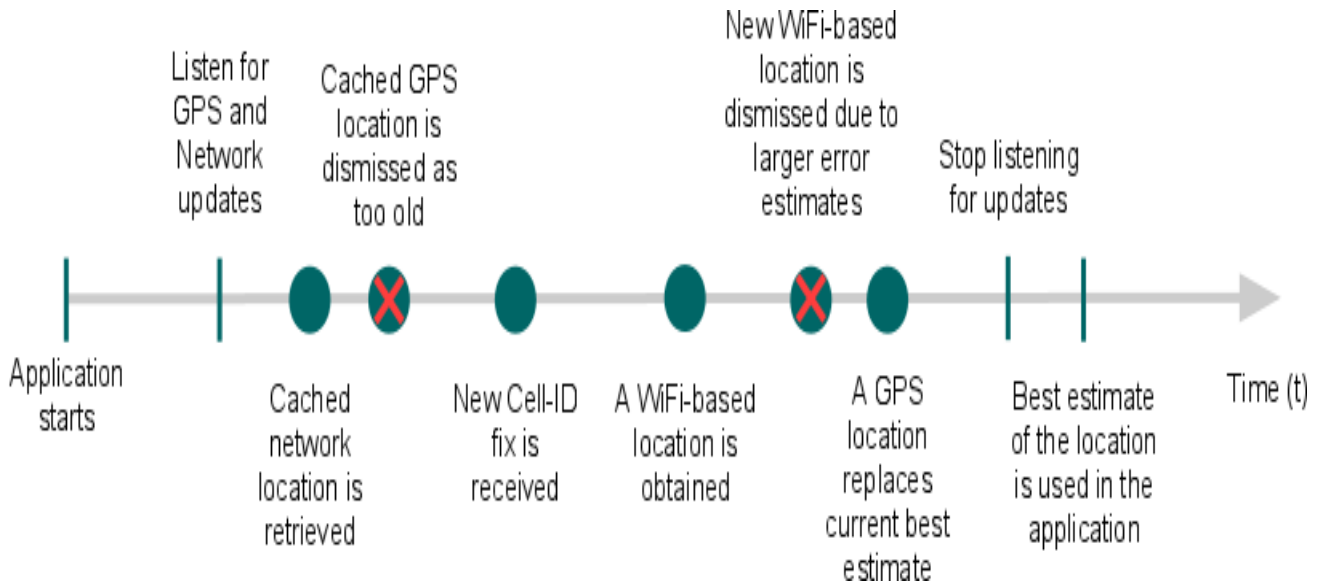 Listen for
GPS and
Network
updates
Cached GPS
location is
dismissed as
too old
New WiFi-based
location is
dismissed due to
larger error
estimates
Stop listening
for updates
Application
starts
Cached
network
location is
retrieved
New Cell-ID
fix is
received
A WiFi-based
location is
obtained
A GPS
location
replaces
current best
estimate
Best estimate
of the location
is used in the
application
Time (t)